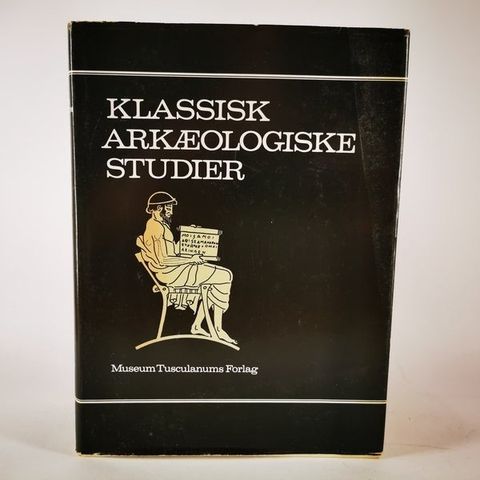 KLASSISK
ARKÆOLOGISKE
STUDIER
Museum Tusculanums Forlag